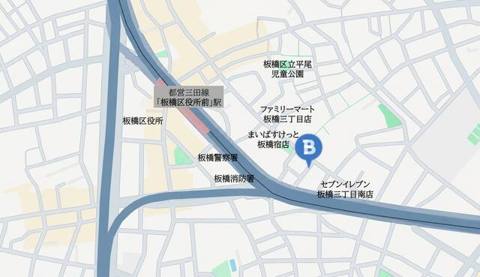 板橋区立平尾
児童公園
都営三田線
「板橋区役所前」駅
ファミリーマート
板橋三丁目店
板橋区役所
まいばすけっと
板橋宿店
B
板橋警察署
板橋消防署
セブンイレブン
板橋三丁目南店